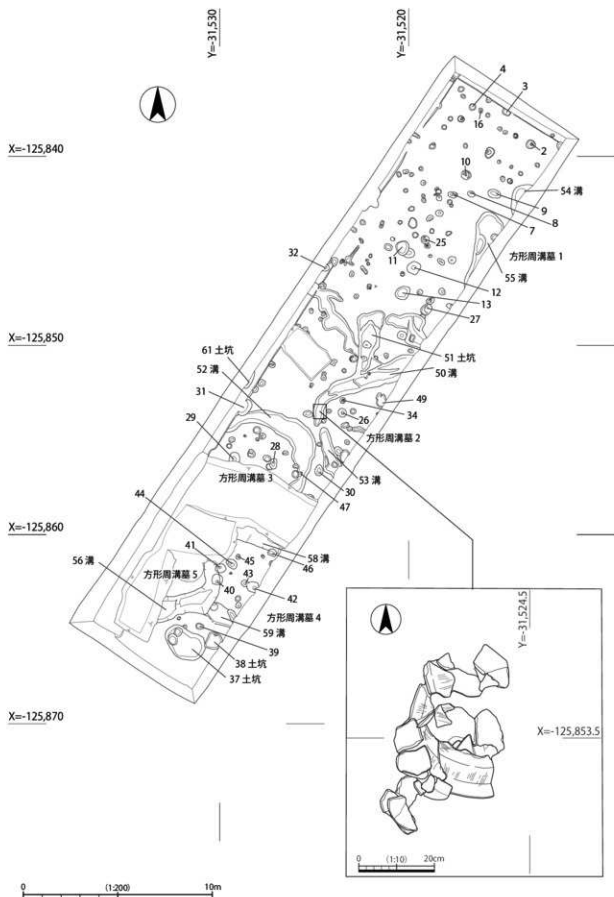 Y=-31,530
Y=-31,520
4
3
16
2
X=-125,840
10
54 溝
9
8
7
方形周溝墓 1
25
55 溝
11
32
12
13
27
X=-125,850
51 土坑
61 土坑
50 溝
52 溝
49
31
34
26
29
方形周溝墓 2
28
53 溝
方形周溝墓 3
30
44
47
X=-125,860
58 溝
41
45
46
56 溝
43
方形周溝墓 5
40
42
方形周溝墓 4
59 溝
39
38 土坑
37 土坑
X=-125,870
Y=-31,524.5
X=-125,853.5
0 (1:10) 20cm
0 (1:200) 10m